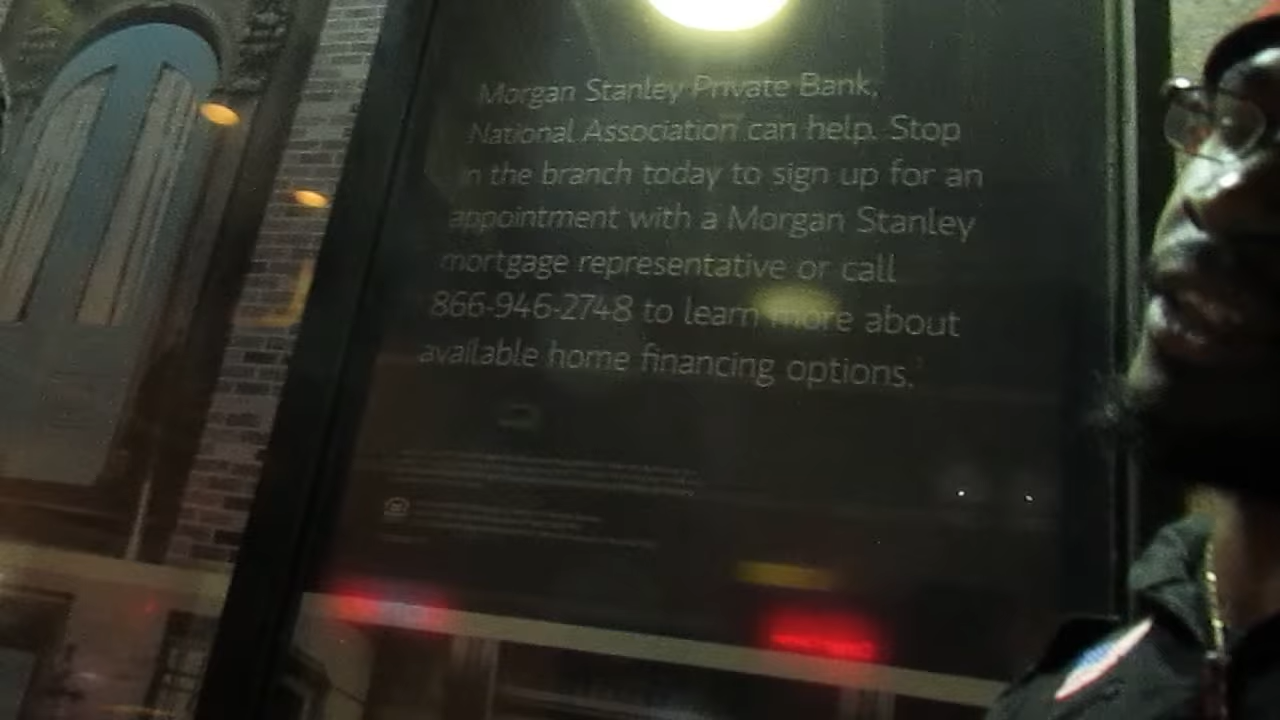 Morgan Stanley Private Bank,
National Association can help. Stop
in the branch today to sign up for an
appointment with a Morgan Stanley
mortgage representative or call
866-946-2748 to learn more about
available home financing options.